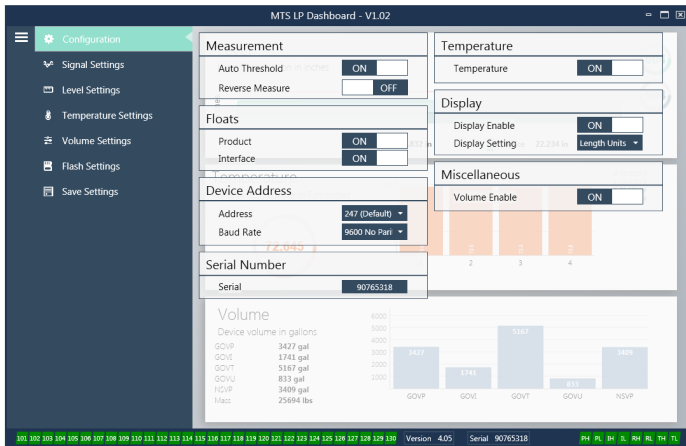 MTS LP Dashboard - V1.02
Configuration
Signal Settings
Level Settings
Temperature Settings
Volume Settings
Flash Settings
Save Settings
Measurement
Auto Threshold ON
Reverse Measure OFF
Floats
Product ON
Interface ON
Device Address
Address 247 (Default)
Baud Rate 9600 No Pari
Serial Number
Serial 90765318
Temperature
Temperature ON
Display
Display Enable ON
Display Setting Length Units
Miscellaneous
Volume Enable ON
Temperature
72.645
2 3 4
Volume
Device volume in gallons
GOVP 3427 gal
GOVI 1741 gal
GOVT 5167 gal
GOVU 833 gal
NSVP 3409 gal
Mass 25694 lbs
6000
5000
4000
3000
2000
1000
3427
1741
5167
833
3409
GOVP GOVI GOVT GOVU NSVP
101 102 103 104 105 106 107 108 109 110 111 112 113 114 115 116 117 118 119 120 121 122 123 124 125 126 127 128 129 130 Version 4.05 Serial 90765318 PH PL IH IL RH RL TH TL